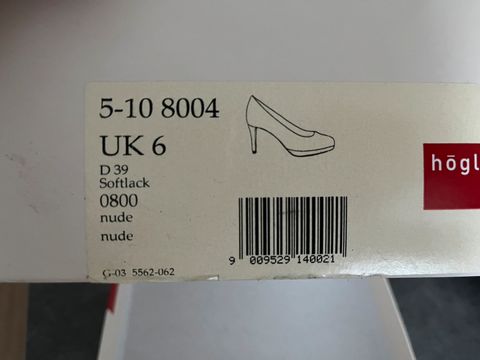 5-10 8004
UK 6
D 39
Softlack
0800
nude
nude
G-03 5562-062
högl
9 009529 140021